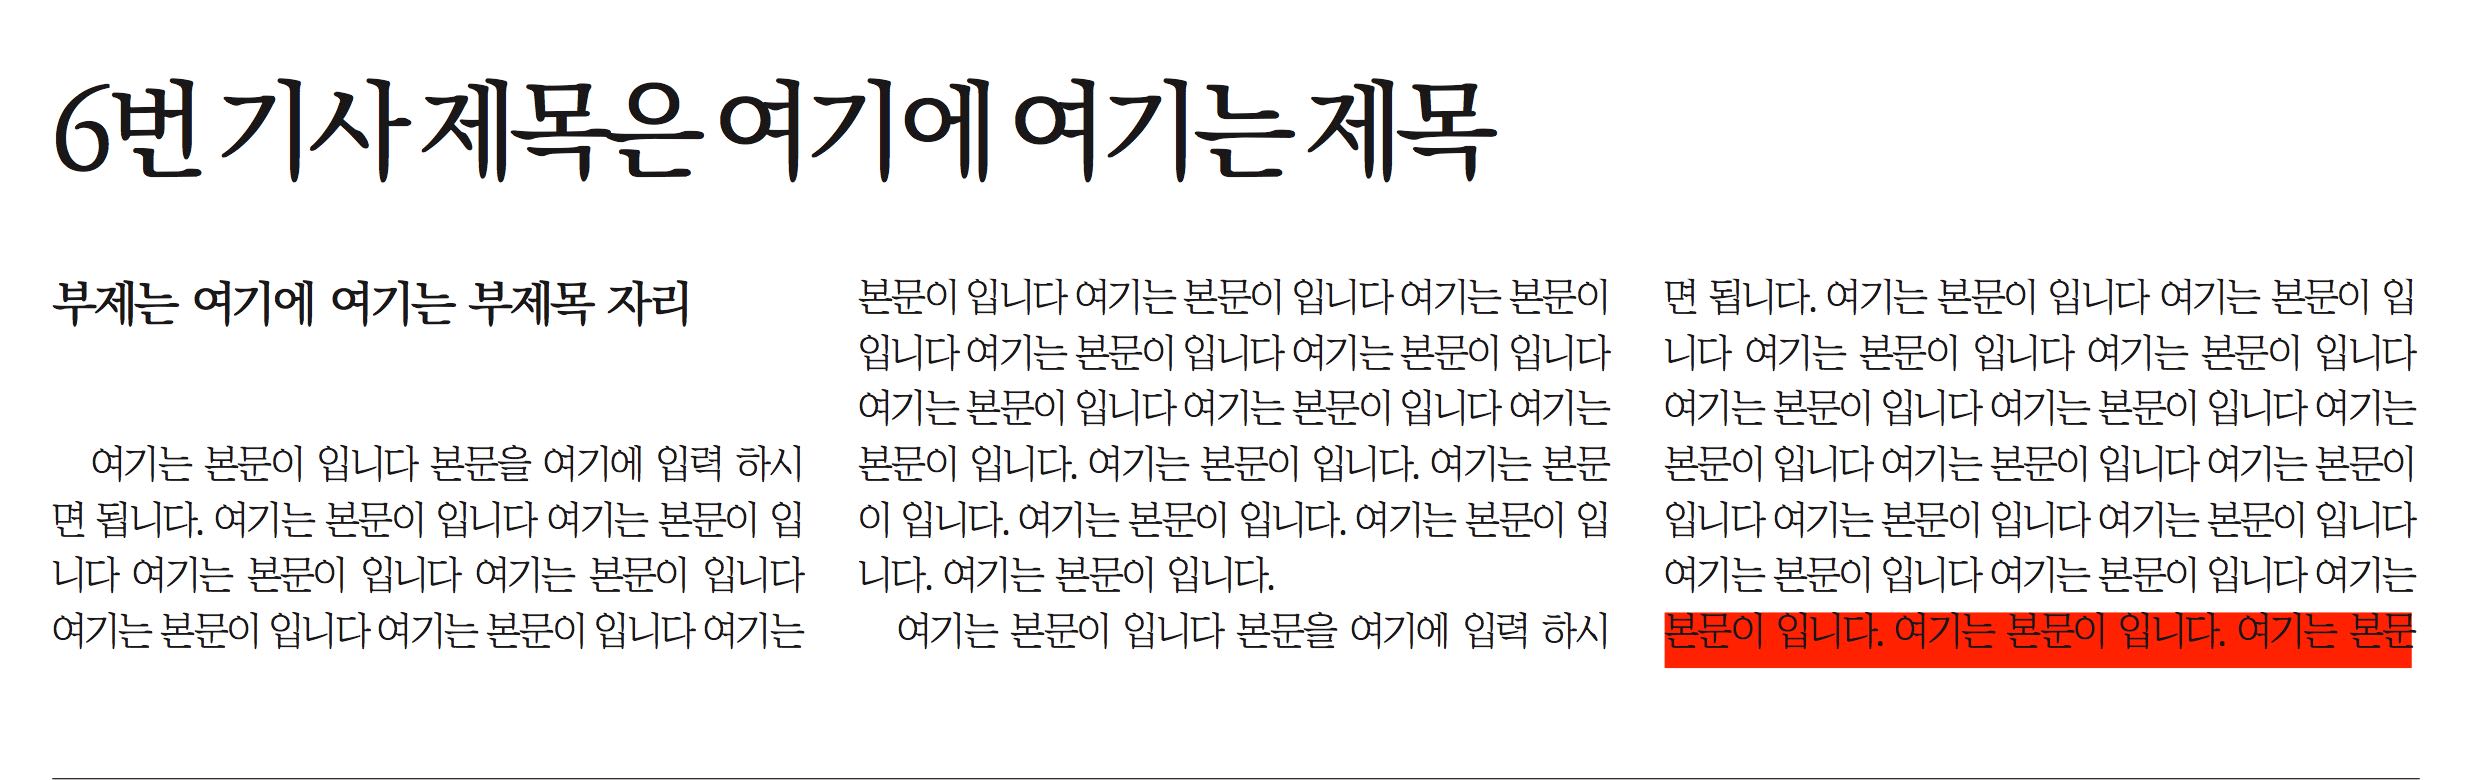 6번 기사 제목은 여기에 여기는 제목
부제는 여기에 여기는 부제목 자리
여기는 본문이 입니다 본문을 여기에 입력 하시
면 됩니다. 여기는 본문이 입니다 여기는 본문이 입
니다 여기는 본문이 입니다 여기는 본문이 입니다
여기는 본문이 입니다 여기는 본문이 입니다 여기는
본문이 입니다 여기는 본문이 입니다 여기는 본문이
입니다 여기는 본문이 입니다 여기는 본문이 입니다
여기는 본문이 입니다 여기는 본문이 입니다 여기는
본문이 입니다. 여기는 본문이 입니다. 여기는 본문
이 입니다. 여기는 본문이 입니다. 여기는 본문이 입
니다. 여기는 본문이 입니다.
여기는 본문이 입니다 본문을 여기에 입력 하시
면 됩니다. 여기는 본문이 입니다 여기는 본문이 입
니다 여기는 본문이 입니다 여기는 본문이 입니다
여기는 본문이 입니다 여기는 본문이 입니다 여기는
본문이 입니다 여기는 본문이 입니다 여기는 본문이
입니다 여기는 본문이 입니다 여기는 본문이 입니다
여기는 본문이 입니다 여기는 본문이 입니다 여기는
본문이 입니다. 여기는 본문이 입니다. 여기는 본문